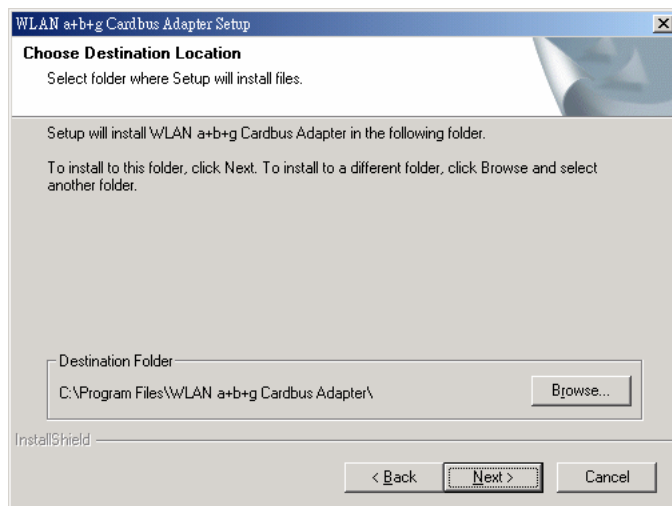 WLAN a+b+g Cardbus Adapter Setup
Choose Destination Location
Select folder where Setup will install files.
Setup will install WLAN a+b+g Cardbus Adapter in the following folder.
To install to this folder, click Next. To install to a different folder, click Browse and select
another folder.
Destination Folder
C:\Program Files\WLAN a+b+g Cardbus Adapter\
Browse...
InstallShield
< Back
Next >
Cancel